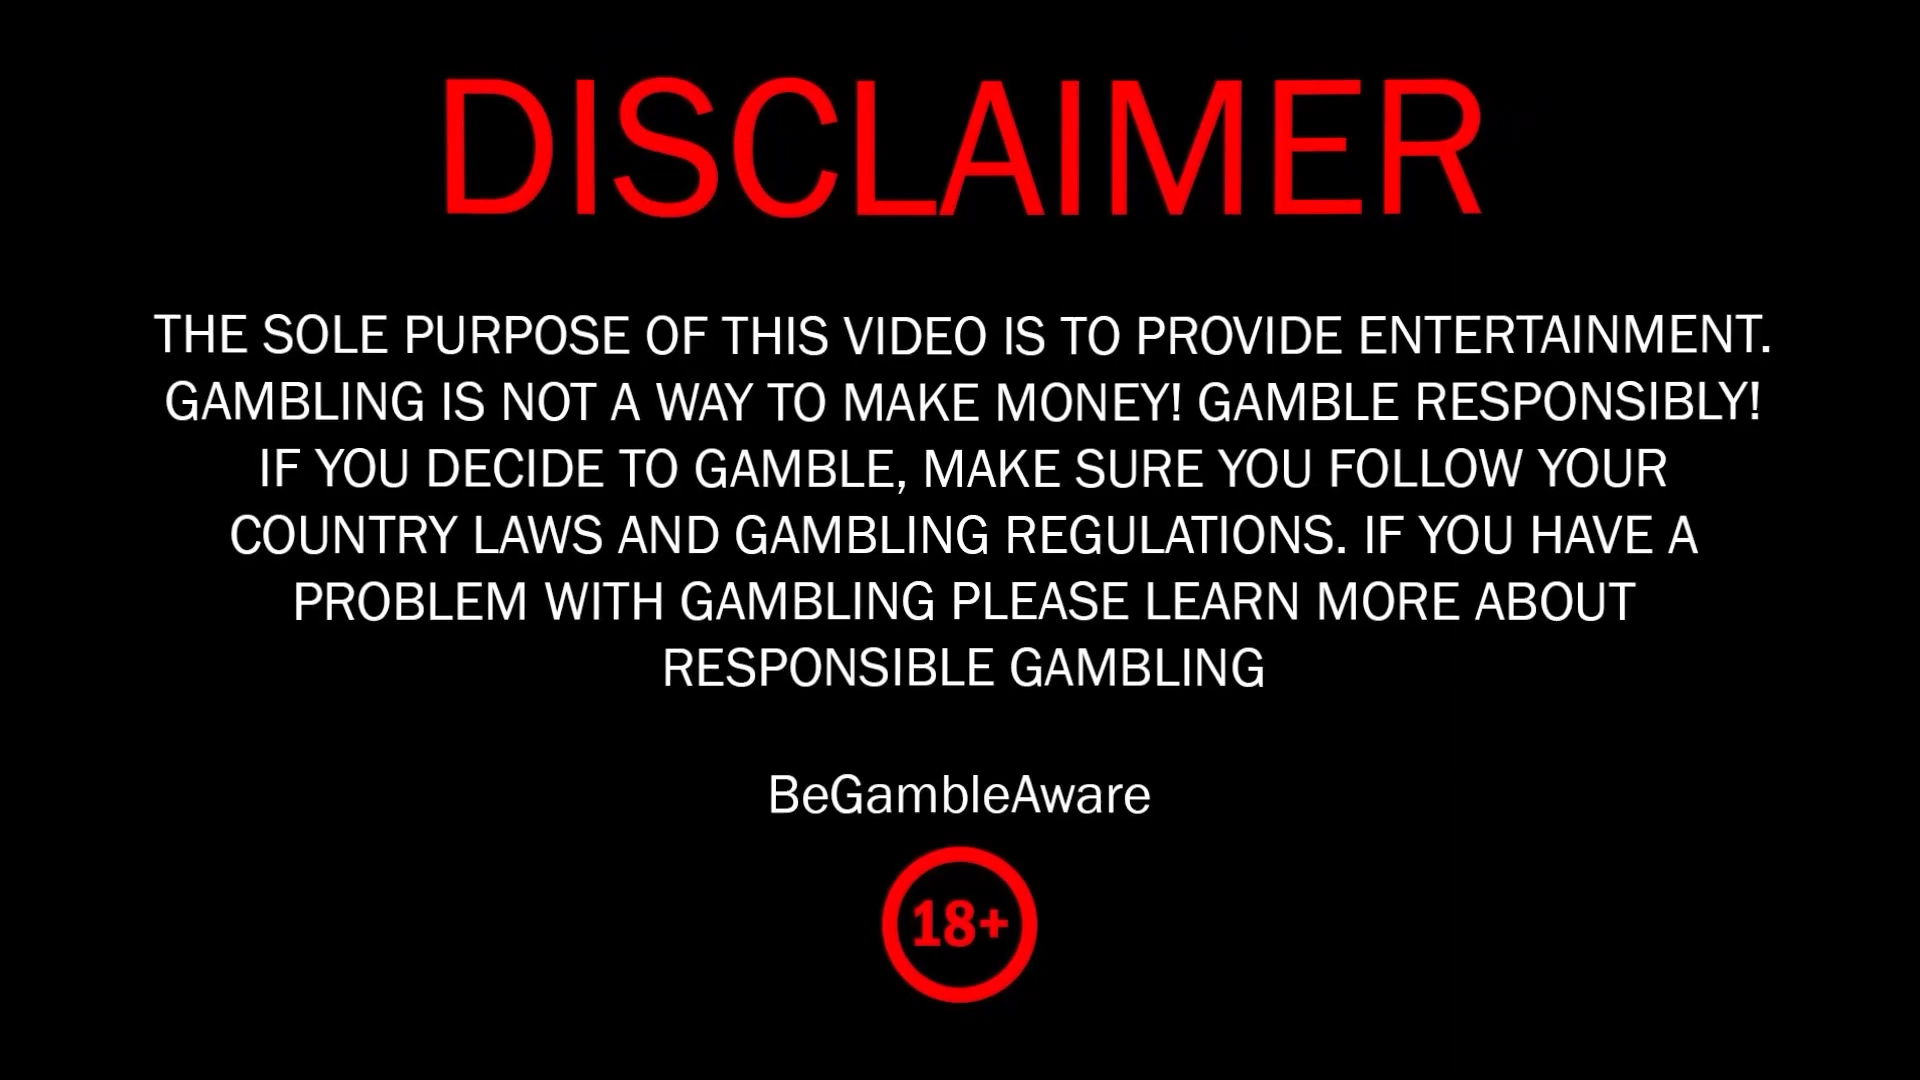 DISCLAIMER
THE SOLE PURPOSE OF THIS VIDEO IS TO PROVIDE ENTERTAINMENT.
GAMBLING IS NOT A WAY TO MAKE MONEY! GAMBLE RESPONSIBLY!
IF YOU DECIDE TO GAMBLE, MAKE SURE YOU FOLLOW YOUR
COUNTRY LAWS AND GAMBLING REGULATIONS. IF YOU HAVE A
PROBLEM WITH GAMBLING PLEASE LEARN MORE ABOUT
RESPONSIBLE GAMBLING
BeGambleAware
18+